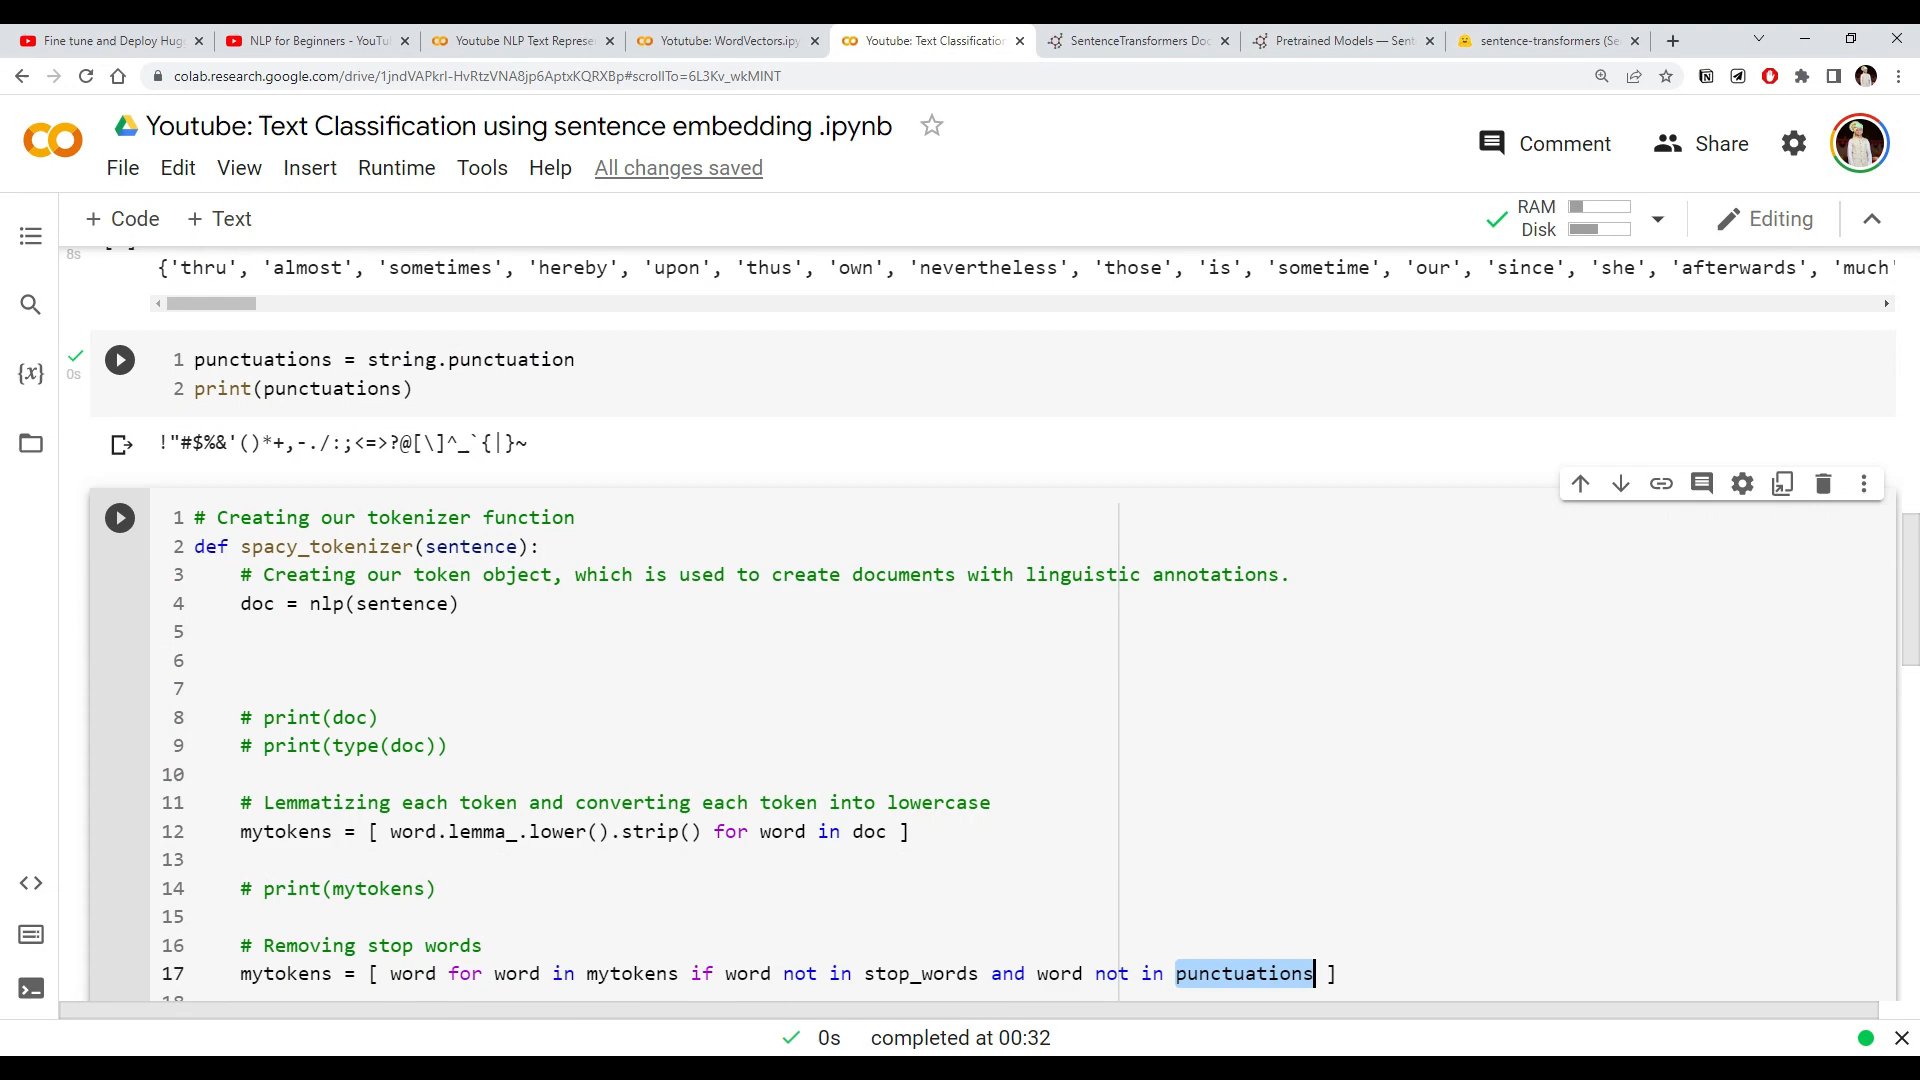 Fine tune and Deploy Hug
NLP for Beginners - YouTu
Youtube NLP Text Represe
Yotutube: WordVectors.ipy
Youtube: Text Classification
SentenceTransformers Doc
Pretrained Models — Sent
sentence-transformers (Se
colab.research.google.com/drive/1jndVAPkrI-HvRtzVNA8jp6AptxKQRXBp#scrollTo=6L3Kv_wkMINT
Youtube: Text Classification using sentence embedding .ipynb
Comment
Share
File Edit View Insert Runtime Tools Help All changes saved
+ Code + Text
RAM
Disk
Editing
8s
{'thru', 'almost', 'sometimes', 'hereby', 'upon', 'thus', 'own', 'nevertheless', 'those', 'is', 'sometime', 'our', 'since', 'she', 'afterwards', 'much'
0s
1 punctuations = string.punctuation
2 print(punctuations)
!"#$%&'()*+,-./:;<=>?@[\]^_`{|}~
1 # Creating our tokenizer function
2 def spacy_tokenizer(sentence):
3 # Creating our token object, which is used to create documents with linguistic annotations.
4 doc = nlp(sentence)
5
6
7
8 # print(doc)
9 # print(type(doc))
10
11 # Lemmatizing each token and converting each token into lowercase
12 mytokens = [ word.lemma_.lower().strip() for word in doc ]
13
14 # print(mytokens)
15
16 # Removing stop words
17 mytokens = [ word for word in mytokens if word not in stop_words and word not in punctuations ]
18
0s completed at 00:32